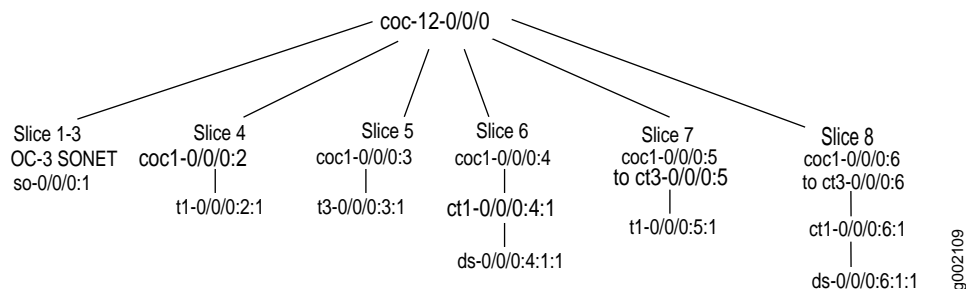 coc-12-0/0/0
Slice 1-3
OC-3 SONET
so-0/0/0:1
Slice 4
coc1-0/0/0:2
t1-0/0/0:2:1
Slice 5
coc1-0/0/0:3
t3-0/0/0:3:1
Slice 6
coc1-0/0/0:4
ct1-0/0/0:4:1
ds-0/0/0:4:1:1
Slice 7
coc1-0/0/0:5
to ct3-0/0/0:5
t1-0/0/0:5:1
Slice 8
coc1-0/0/0:6
to ct3-0/0/0:6
ct1-0/0/0:6:1
ds-0/0/0:6:1:1
g002109